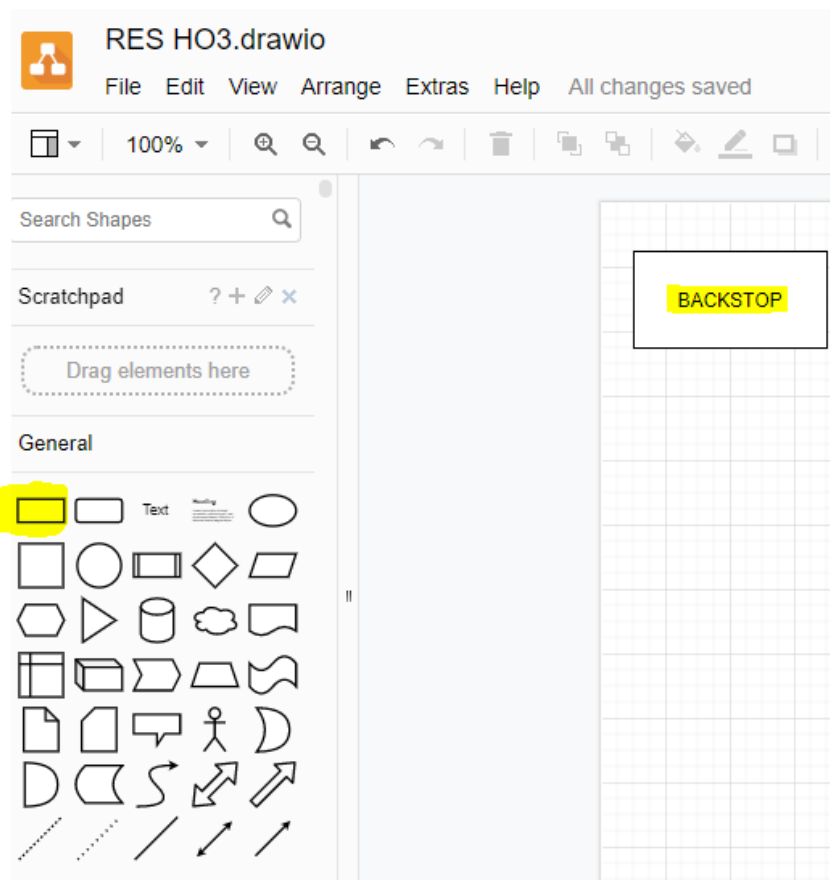 RES HO3.drawio
File Edit View Arrange Extras Help All changes saved
100%
Search Shapes
Scratchpad ?
Drag elements here
General
Text
Heading
BACKSTOP